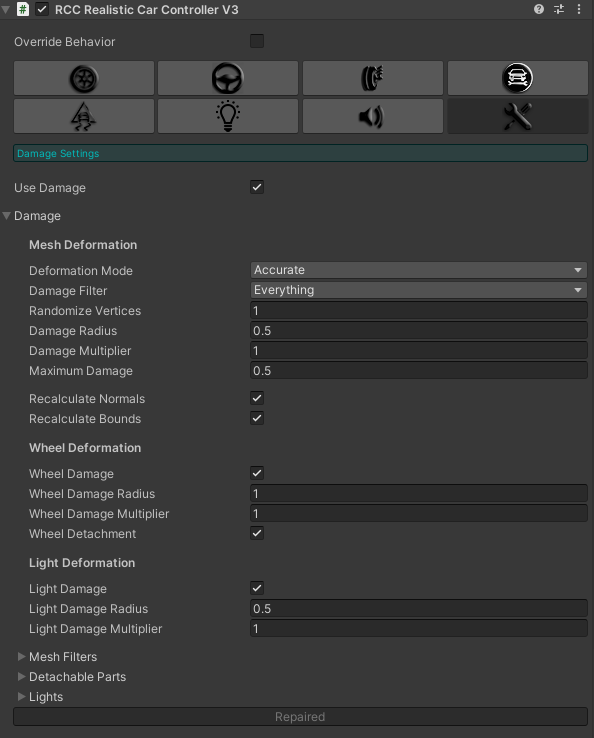 RCC Realistic Car Controller V3
Override Behavior
Damage Settings
Use Damage
Damage
Mesh Deformation
Deformation Mode Accurate
Damage Filter Everything
Randomize Vertices 1
Damage Radius 0.5
Damage Multiplier 1
Maximum Damage 0.5
Recalculate Normals
Recalculate Bounds
Wheel Deformation
Wheel Damage
Wheel Damage Radius 1
Wheel Damage Multiplier 1
Wheel Detachment
Light Deformation
Light Damage
Light Damage Radius 0.5
Light Damage Multiplier 1
Mesh Filters
Detachable Parts
Lights
Repaired